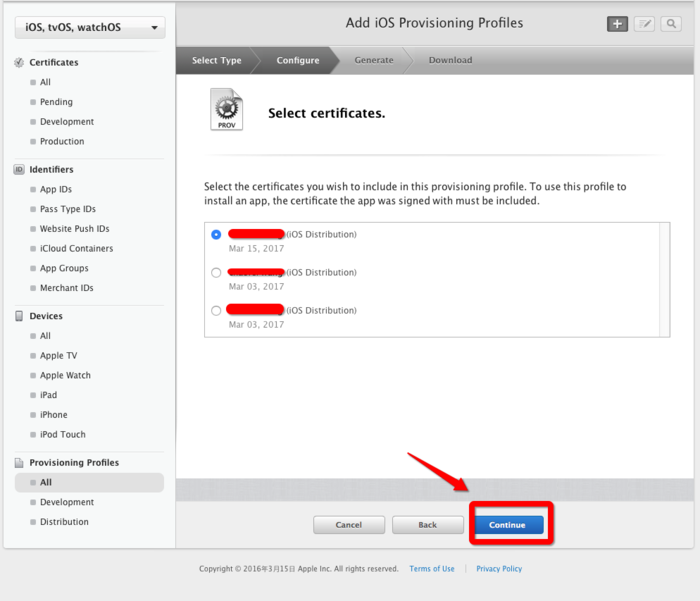 iOS, tvOS, watchOS
Certificates
All
Pending
Development
Production
Identifiers
App IDs
Pass Type IDs
Website Push IDs
iCloud Containers
App Groups
Merchant IDs
Devices
All
Apple TV
Apple Watch
iPad
iPhone
iPod Touch
Provisioning Profiles
All
Development
Distribution
Add iOS Provisioning Profiles
Select Type
Configure
Generate
Download
PROV
Select certificates.
Select the certificates you wish to include in this provisioning profile. To use this profile to
install an app, the certificate the app was signed with must be included.
(iOS Distribution)
Mar 15, 2017
(iOS Distribution)
Mar 03, 2017
(iOS Distribution)
Mar 03, 2017
Cancel
Back
Continue
Copyright © 2016年3月15日 Apple Inc. All rights reserved. Terms of Use Privacy Policy